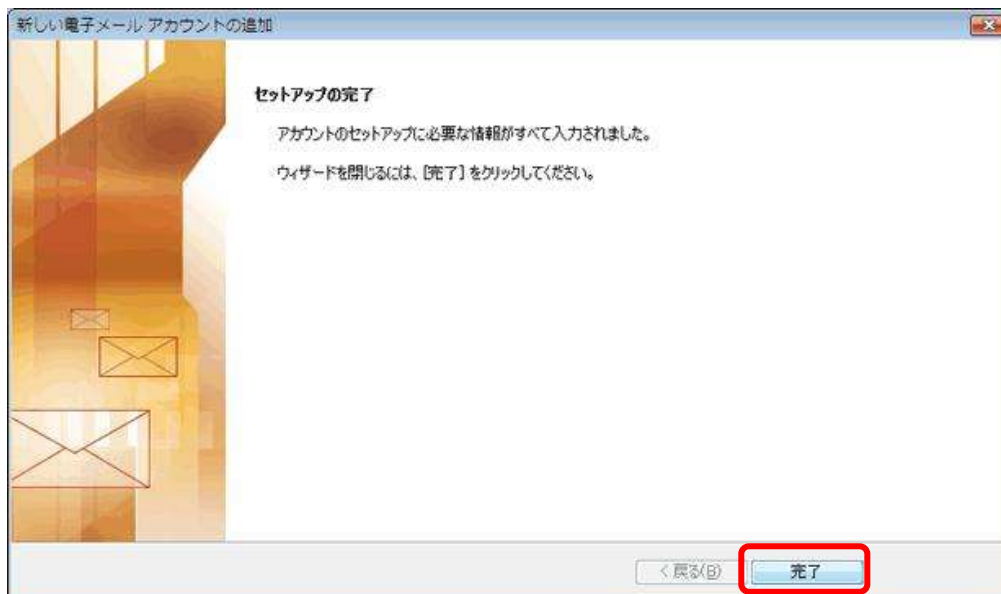 新しい電子メール アカウントの追加
セットアップの完了
アカウントのセットアップに必要な情報がすべて入力されました。
ウィザードを閉じるには、[完了] をクリックしてください。
< 戻る(B)
完了